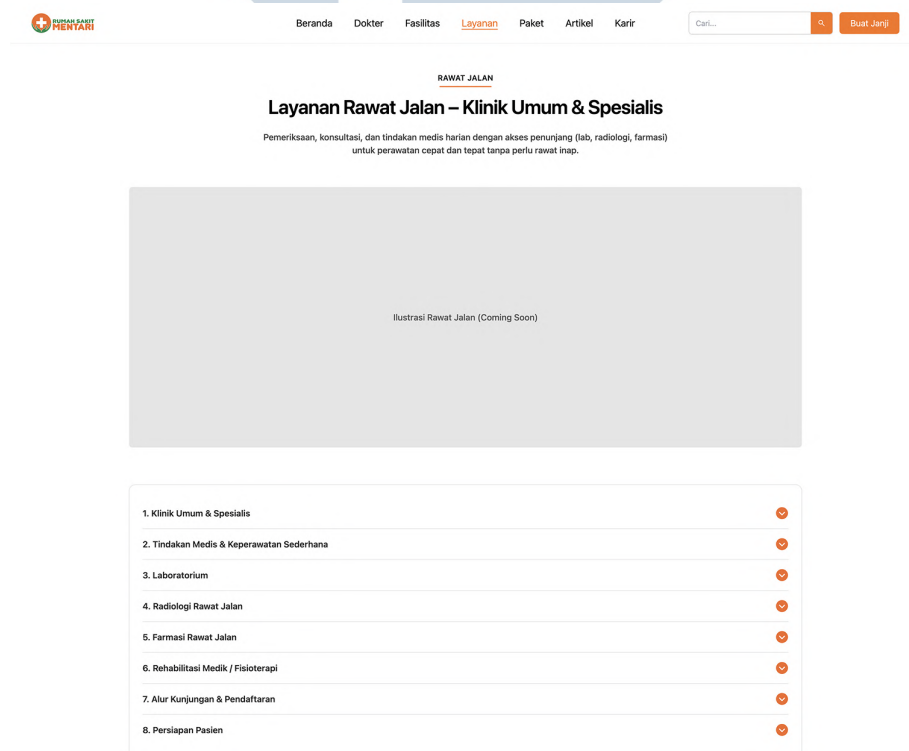 RUMAH SAKIT
MENTARI
Beranda Dokter Fasilitas Layanan Paket Artikel Karir Cari... Buat Janji
RAWAT JALAN
Layanan Rawat Jalan – Klinik Umum & Spesialis
Pemeriksaan, konsultasi, dan tindakan medis harian dengan akses penunjang (lab, radiologi, farmasi)
untuk perawatan cepat dan tepat tanpa perlu rawat inap.
Ilustrasi Rawat Jalan (Coming Soon)
1. Klinik Umum & Spesialis
2. Tindakan Medis & Keperawatan Sederhana
3. Laboratorium
4. Radiologi Rawat Jalan
5. Farmasi Rawat Jalan
6. Rehabilitasi Medik / Fisioterapi
7. Alur Kunjungan & Pendaftaran
8. Persiapan Pasien